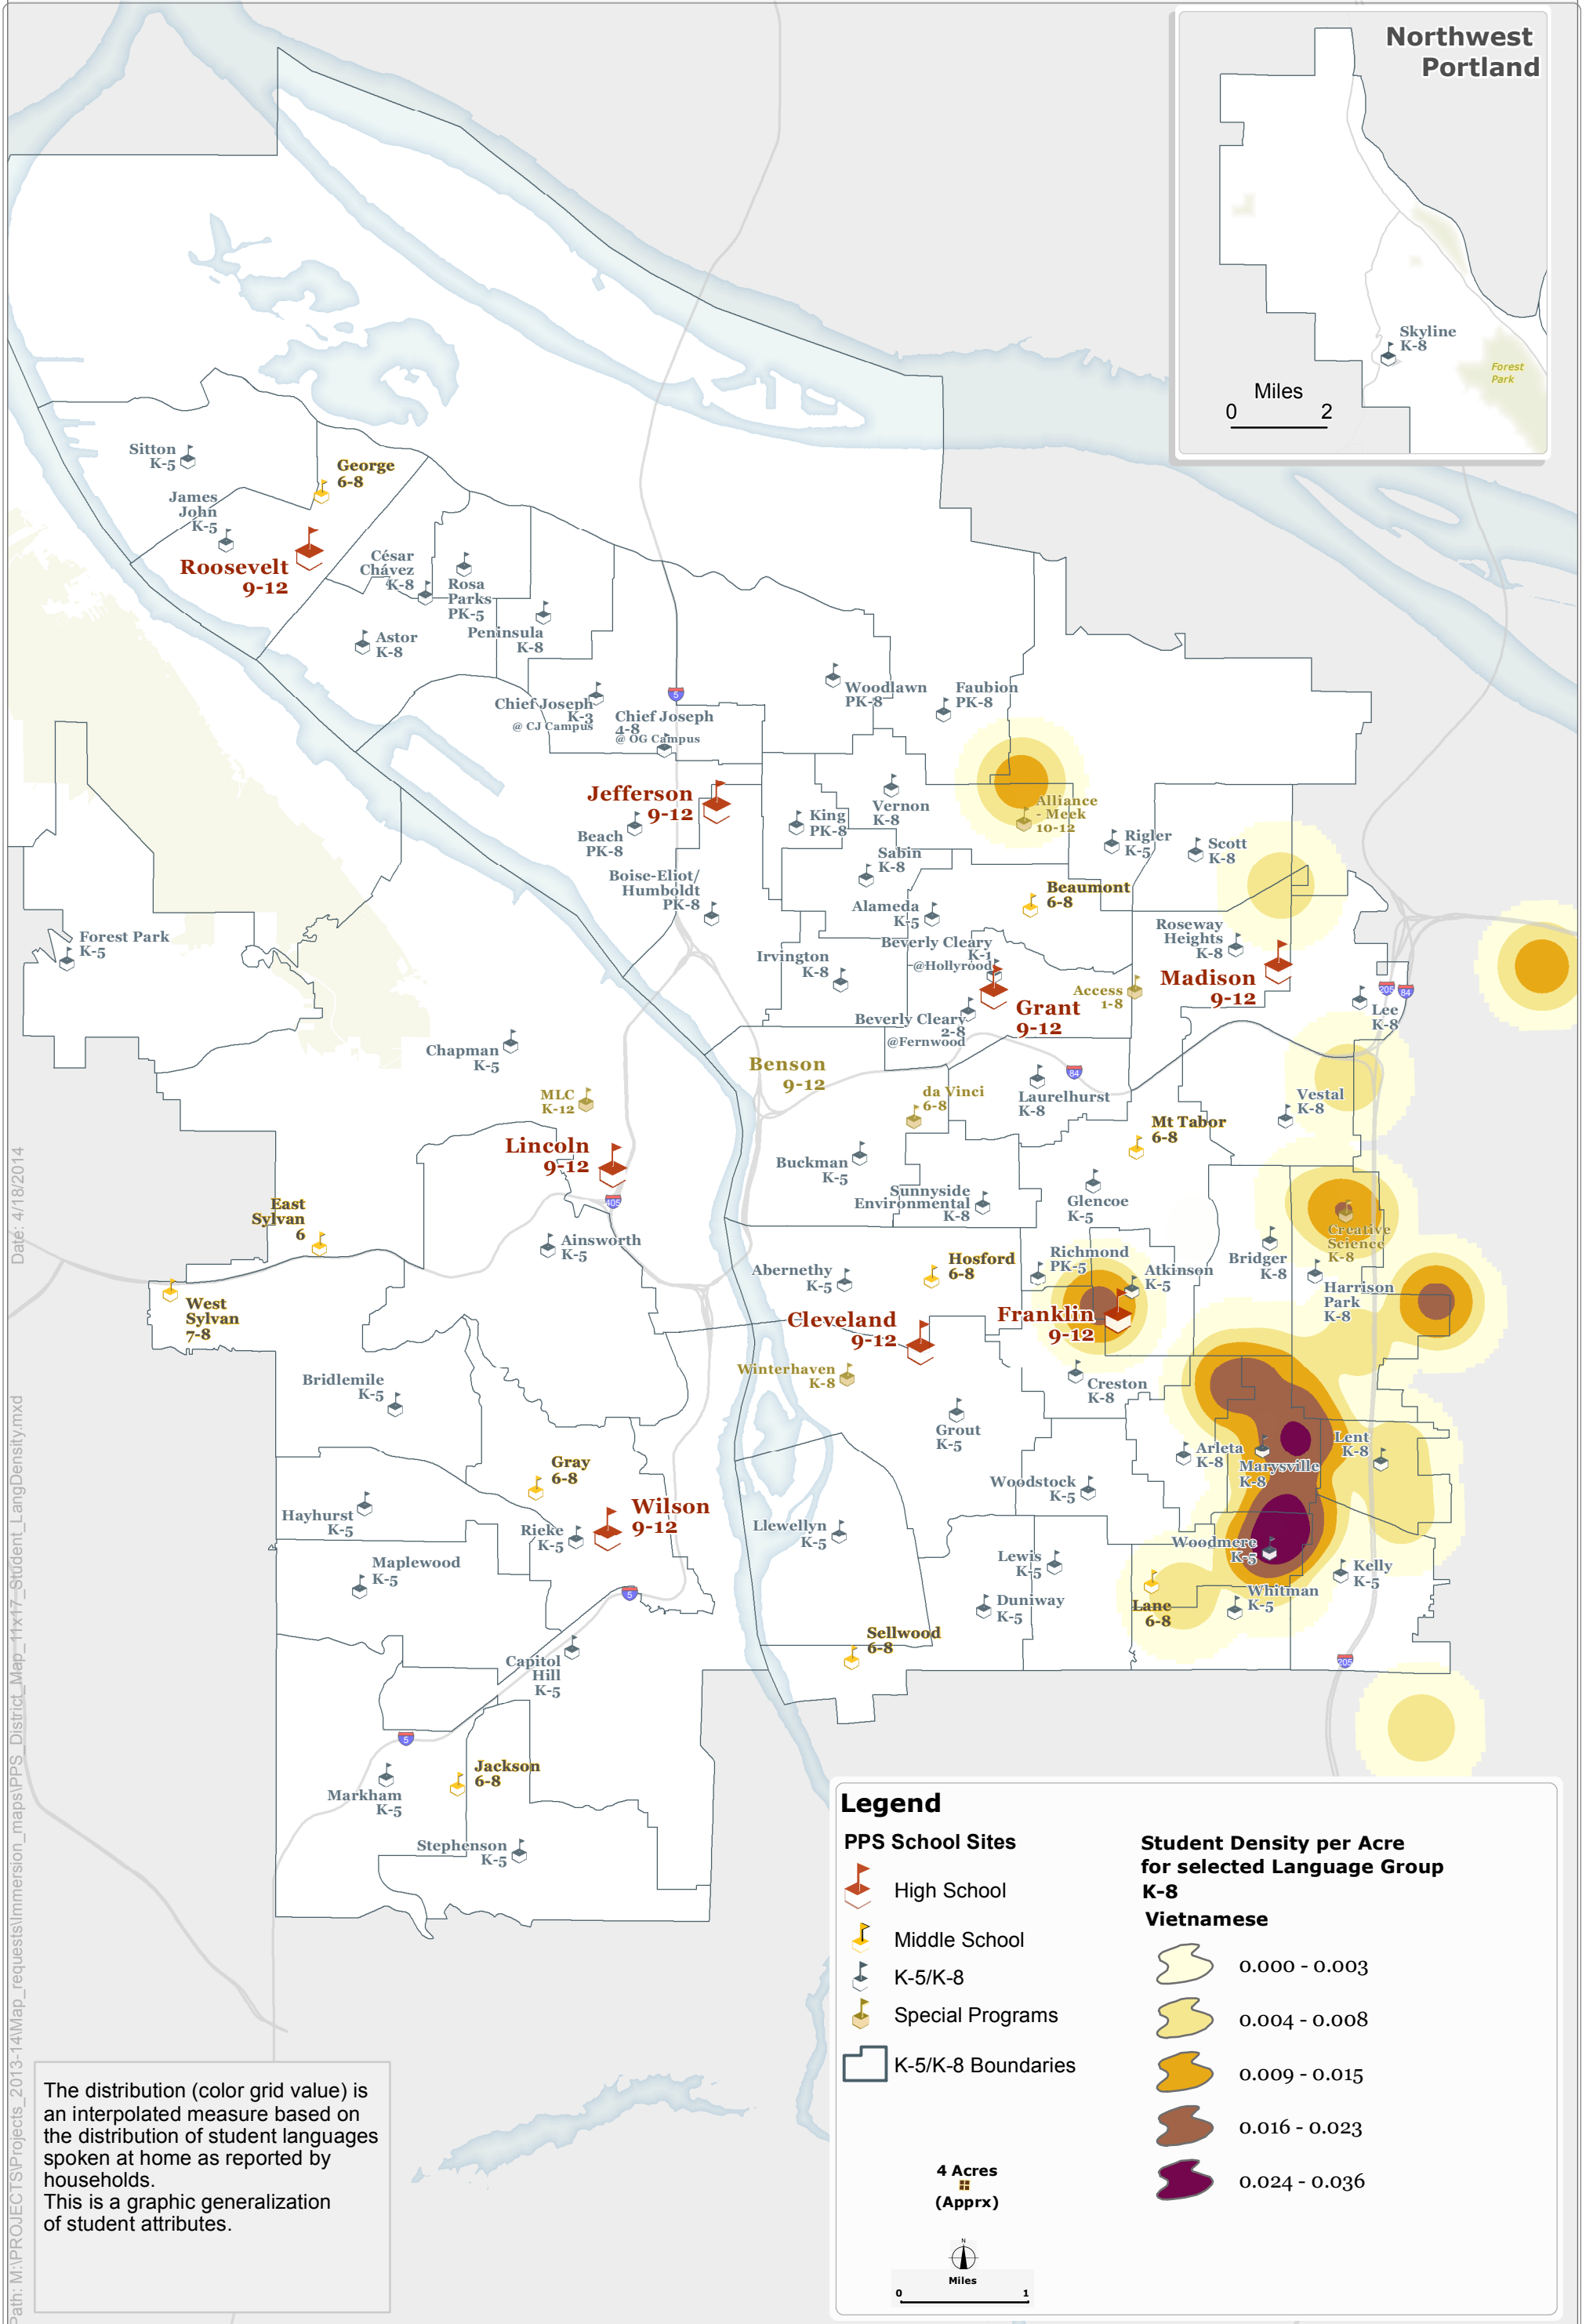 Northwest
Portland
Skyline
K-8
Forest
Park
Miles
0 2
Sitton
K-5
George
6-8
James
John
K-5
Roosevelt
9-12
César
Chávez
K-8
Rosa
Parks
PK-5
Peninsula
K-8
Astor
K-8
Chief Joseph
K-3
@ CJ Campus
Chief Joseph
4-8
@ OG Campus
5
Woodlawn
PK-8
Faubion
PK-8
Jefferson
9-12
Beach
PK-8
King
PK-8
Vernon
K-8
Alliance
- Meek
10-12
Rigler
K-5
Scott
K-8
Sabin
K-8
Boise-Eliot/
Humboldt
PK-8
Alameda
K-5
Beaumont
6-8
Roseway
Heights
K-8
Forest Park
K-5
Irvington
K-8
Beverly Cleary
K-1
@Hollyrood
Grant
9-12
Access
1-8
Madison
9-12
205
84
Lee
K-8
Beverly Cleary
2-8
@Fernwood
Chapman
K-5
Benson
9-12
84
MLC
K-12
da Vinci
6-8
Laurelhurst
K-8
Vestal
K-8
Mt Tabor
6-8
Lincoln
9-12
405
Buckman
K-5
Sunnyside
Environmental
K-8
Glencoe
K-5
East
Sylvan
6
Ainsworth
K-5
Creative
Science
K-8
Bridger
K-8
Abernethy
K-5
Hosford
6-8
Richmond
PK-5
Atkinson
K-5
Harrison
Park
K-8
West
Sylvan
7-8
Cleveland
9-12
Franklin
9-12
Winterhaven
K-8
Creston
K-8
Bridlemile
K-5
Grout
K-5
Arleta
K-8
Marysville
K-8
Lent
K-8
Gray
6-8
Woodstock
K-5
Hayhurst
K-5
Rieke
K-5
Wilson
9-12
Llewellyn
K-5
Woodmere
K-5
Lewis
K-5
Kelly
K-5
Maplewood
K-5
5
Duniway
K-5
Lane
6-8
Whitman
K-5
Sellwood
6-8
205
Capitol
Hill
K-5
5
Jackson
6-8
Markham
K-5
Stephenson
K-5
Date: 4/18/2014
Path: M:\PROJECTS\Projects_2013-14\Map_requests\Immersion_maps\PPS_District_Map_11x17_Student_LangDensity.mxd
The distribution (color grid value) is
an interpolated measure based on
the distribution of student languages
spoken at home as reported by
households.
This is a graphic generalization
of student attributes.
Legend
PPS School Sites
High School
Middle School
K-5/K-8
Special Programs
K-5/K-8 Boundaries
4 Acres
(Apprx)
N
Miles
0 1
Student Density per Acre
for selected Language Group
K-8
Vietnamese
0.000 - 0.003
0.004 - 0.008
0.009 - 0.015
0.016 - 0.023
0.024 - 0.036